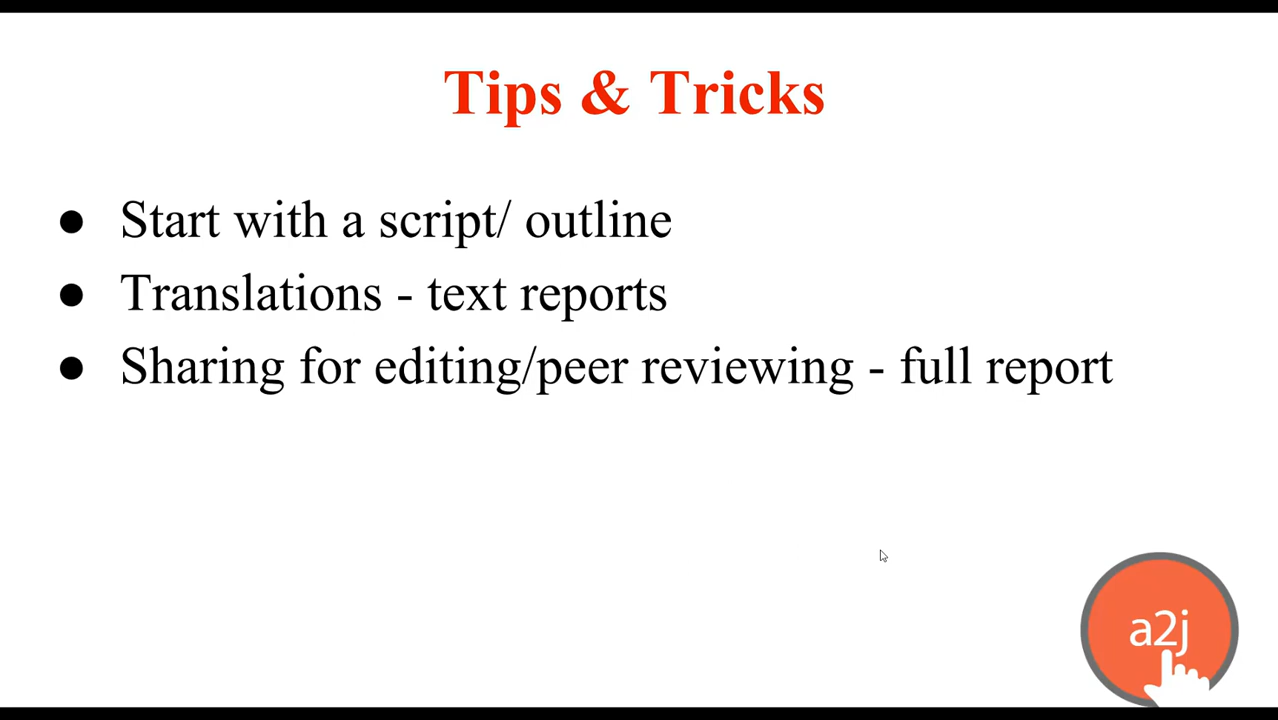 Tips & Tricks
● Start with a script/ outline
● Translations - text reports
● Sharing for editing/peer reviewing - full report
a2j